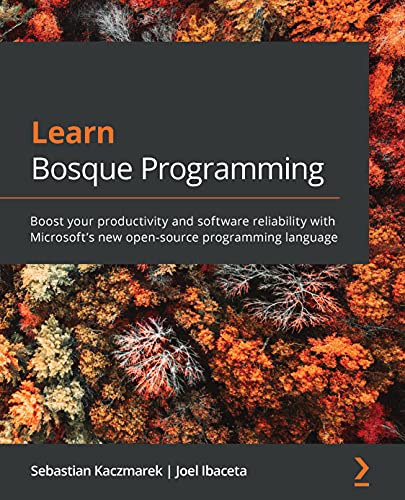 Learn
Bosque Programming
Boost your productivity and software reliability with
Microsoft's new open-source programming language
Sebastian Kaczmarek | Joel Ibaceta